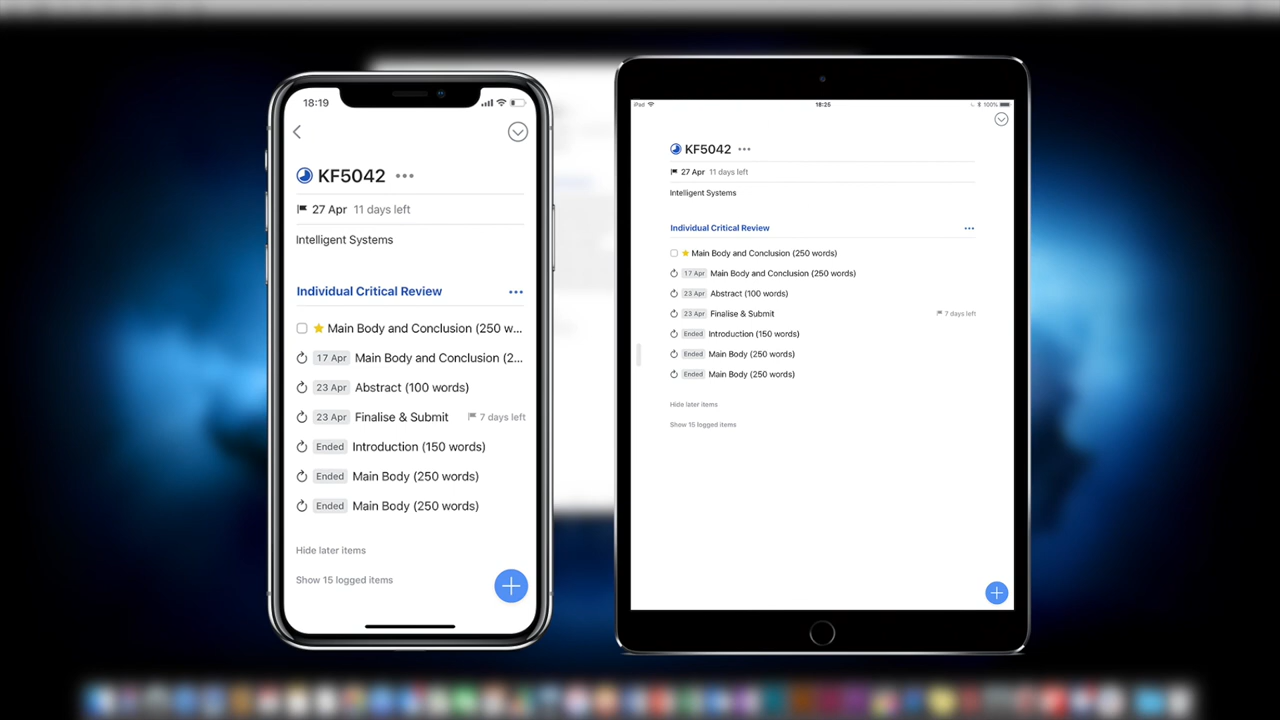 18:19
KF5042 •••
27 Apr 11 days left
Intelligent Systems
Individual Critical Review •••
Main Body and Conclusion (250 w...
17 Apr Main Body and Conclusion (2...
23 Apr Abstract (100 words)
23 Apr Finalise & Submit 7 days left
Ended Introduction (150 words)
Ended Main Body (250 words)
Ended Main Body (250 words)
Hide later items
Show 15 logged items
iPad 18:25 100%
KF5042 •••
27 Apr 11 days left
Intelligent Systems
Individual Critical Review •••
Main Body and Conclusion (250 words)
17 Apr Main Body and Conclusion (250 words)
23 Apr Abstract (100 words)
23 Apr Finalise & Submit 7 days left
Ended Introduction (150 words)
Ended Main Body (250 words)
Ended Main Body (250 words)
Hide later items
Show 15 logged items